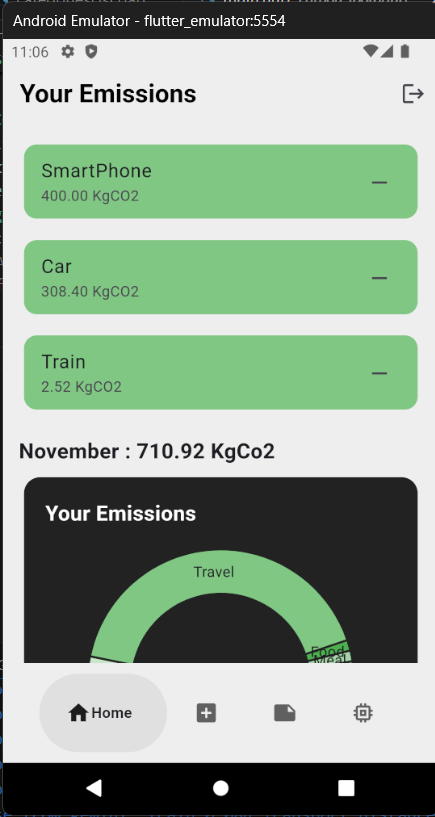 Android Emulator - flutter_emulator:5554
11:06
Your Emissions
SmartPhone
400.00 KgCO2
Car
308.40 KgCO2
Train
2.52 KgCO2
November : 710.92 KgCo2
Your Emissions
Travel
Food
Meat
Home